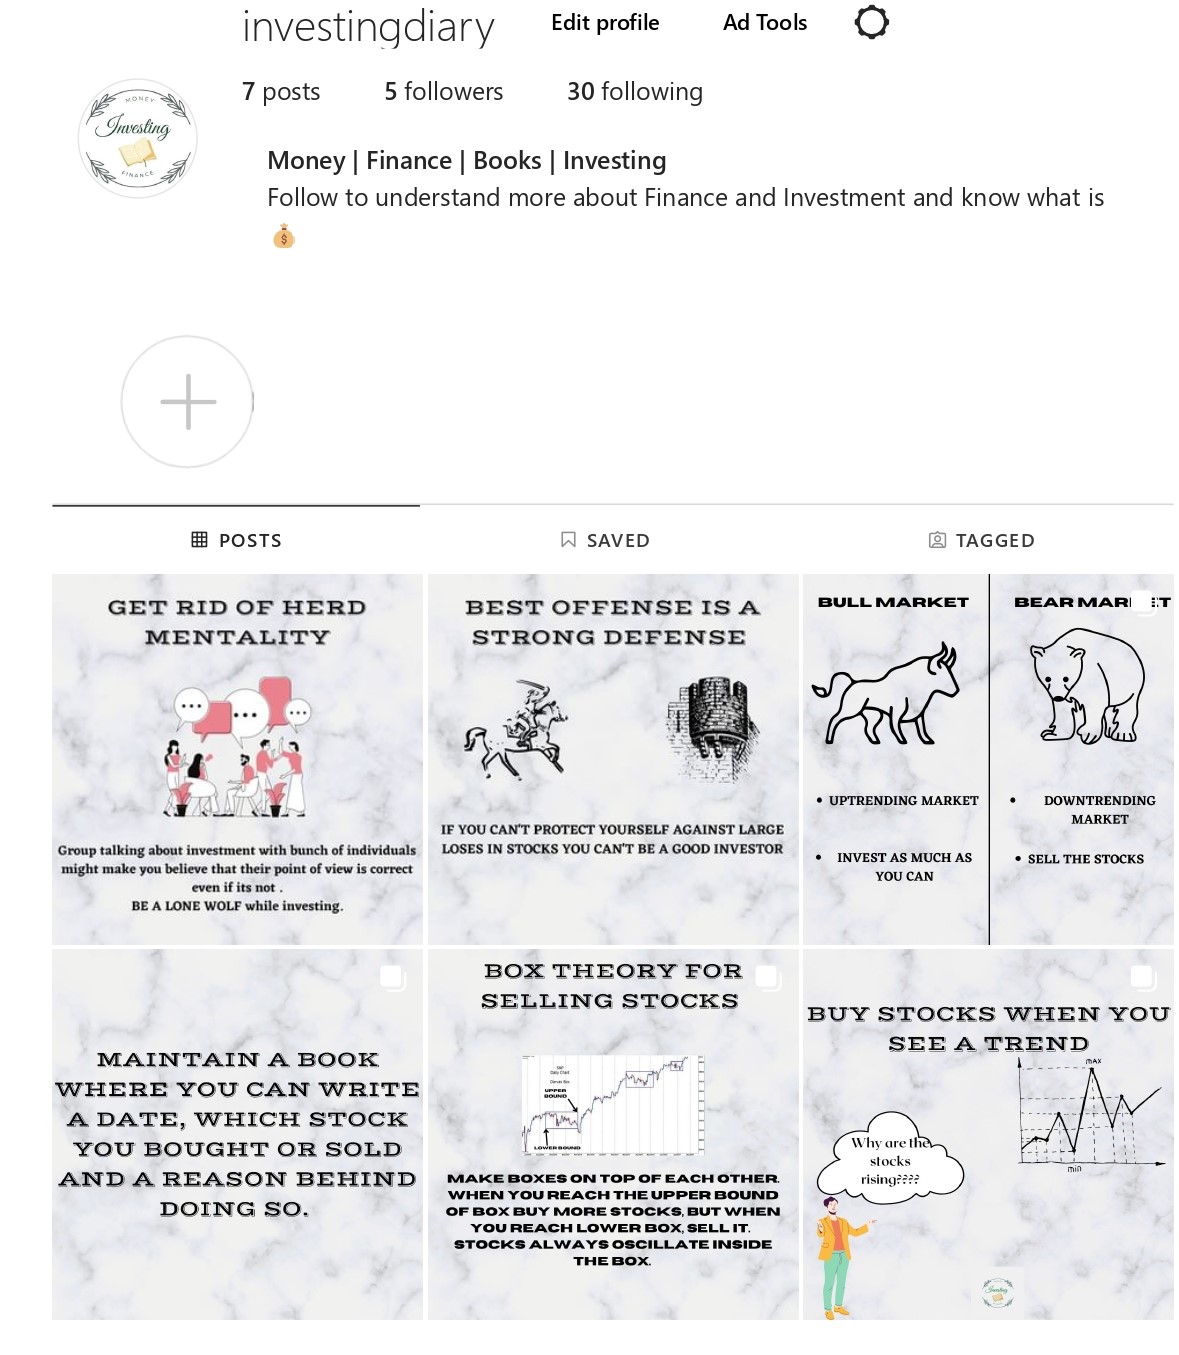 investingdiary Edit profile Ad Tools
7 posts 5 followers 30 following
MONEY
Investing
FINANCE
Money | Finance | Books | Investing
Follow to understand more about Finance and Investment and know what is
POSTS SAVED TAGGED
GET RID OF HERD
MENTALITY
Group talking about investment with bunch of individuals
might make you believe that their point of view is correct
even if its not .
BE A LONE WOLF while investing.
BEST OFFENSE IS A
STRONG DEFENSE
IF YOU CAN'T PROTECT YOURSELF AGAINST LARGE
LOSES IN STOCKS YOU CAN'T BE A GOOD INVESTOR
BULL MARKET
• UPTRENDING MARKET
• INVEST AS MUCH AS
YOU CAN
BEAR MARKET
• DOWNTRENDING
MARKET
• SELL THE STOCKS
MAINTAIN A BOOK
WHERE YOU CAN WRITE
A DATE, WHICH STOCK
YOU BOUGHT OR SOLD
AND A REASON BEHIND
DOING SO.
BOX THEORY FOR
SELLING STOCKS
Daily Chart
Darvas Box
UPPER
BOUND
LOWER BOUND
MAKE BOXES ON TOP OF EACH OTHER.
WHEN YOU REACH THE UPPER BOUND
OF BOX BUY MORE STOCKS, BUT WHEN
YOU REACH LOWER BOX, SELL IT.
STOCKS ALWAYS OSCILLATE INSIDE
THE BOX.
BUY STOCKS WHEN YOU
SEE A TREND
max
min
Why are the
stocks
rising????
Investing